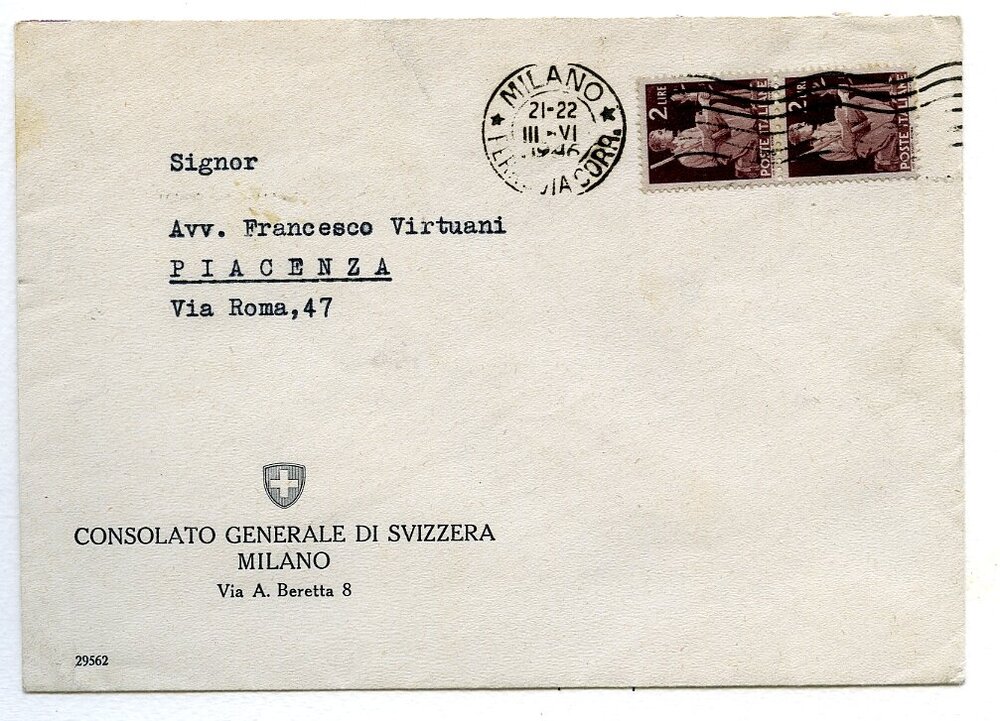 MILANO
21-22
III-VI
1946
FERROVIA CORR.
2 LIRE
POSTE ITALIANE
2 LIRE
POSTE ITALIANE
Signor
Avv. Francesco Virtuani
PIACENZA
Via Roma,47
CONSOLATO GENERALE DI SVIZZERA
MILANO
Via A. Beretta 8
29562